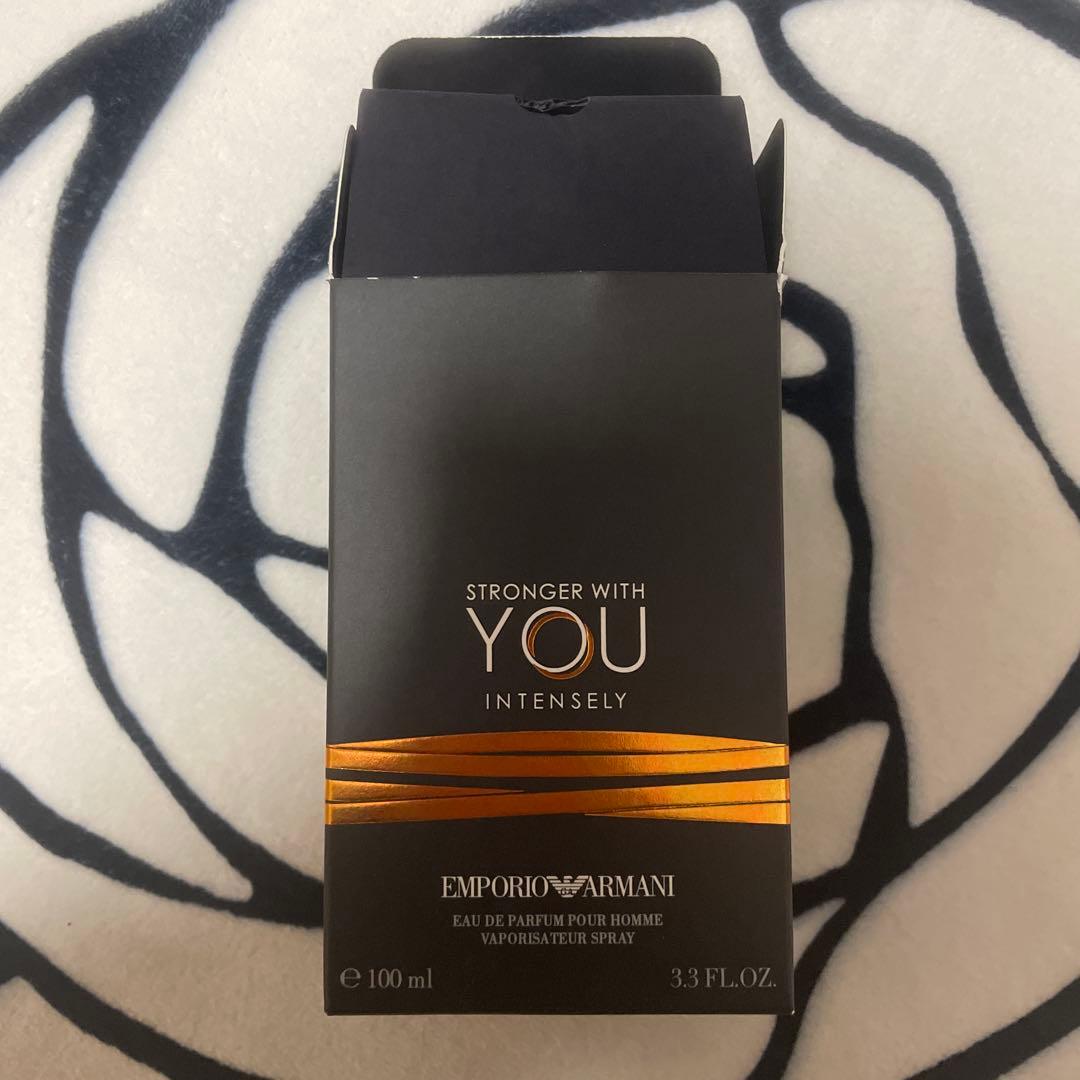 STRONGER WITH
YOU
INTENSELY
EMPORIO ARMANI
EAU DE PARFUM POUR HOMME
VAPORISATEUR SPRAY
℮ 100 ml 3.3 FL.OZ.